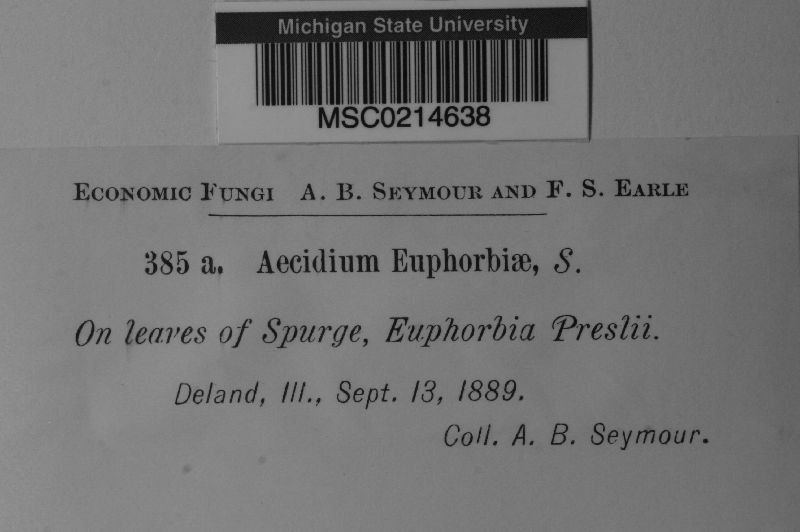 Michigan State University
MSC0214638
Economic Fungi A. B. Seymour and F. S. Earle
385 a. Aecidium Euphorbiæ, S.
On leaves of Spurge, Euphorbia Preslii.
Deland, Ill., Sept. 13, 1889.
Coll. A. B. Seymour.